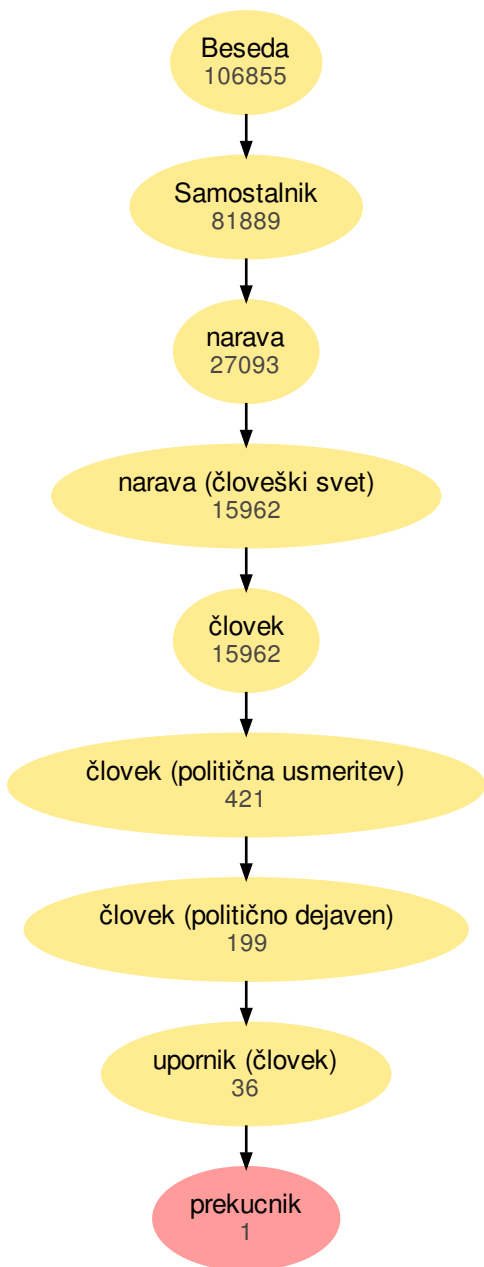 Beseda
106855
Samostalnik
81889
narava
27093
narava (človeški svet)
15962
človek
15962
človek (politična usmeritev)
421
človek (politično dejaven)
199
upornik (človek)
36
prekucnik
1